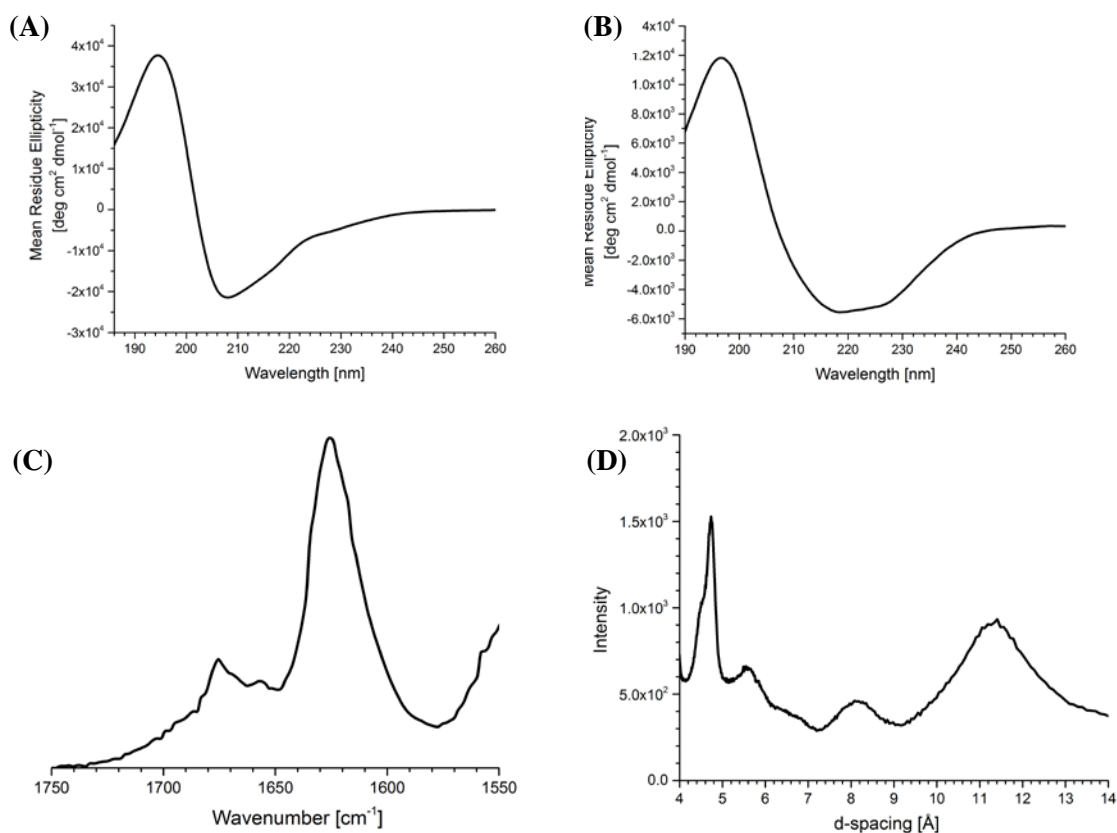 (A)
Mean Residue Ellipticity
[deg cm² dmol⁻¹]
4x10⁴
3x10⁴
2x10⁴
1x10⁴
0
-1x10⁴
-2x10⁴
-3x10⁴
190 200 210 220 230 240 250 260
Wavelength [nm]
(B)
Mean Residue Ellipticity
[deg cm² dmol⁻¹]
1.2x10⁴
1.0x10⁴
8.0x10³
6.0x10³
4.0x10³
2.0x10³
0.0
-2.0x10³
-4.0x10³
-6.0x10³
190 200 210 220 230 240 250 260
Wavelength [nm]
(C)
1750 1700 1650 1600 1550
Wavenumber [cm⁻¹]
(D)
Intensity
2.0x10³
1.5x10³
1.0x10³
5.0x10²
0.0
4 5 6 7 8 9 10 11 12 13 14
d-spacing [Å]